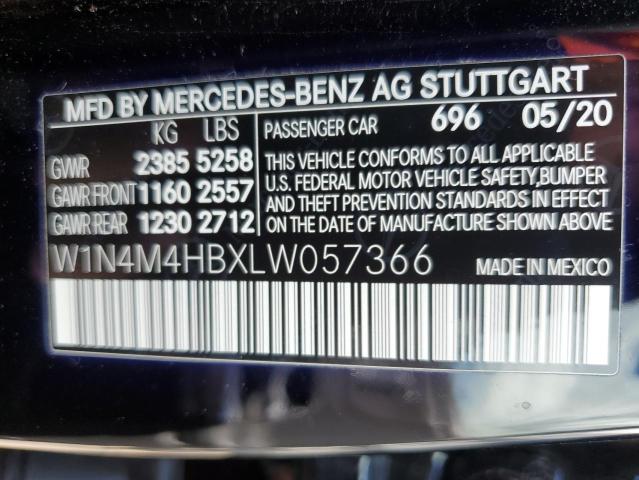 MFD BY MERCEDES-BENZ AG STUTTGART
KG LBS
GVWR 2385 5258
GAWR FRONT 1160 2557
GAWR REAR 1230 2712
PASSENGER CAR 696 05/20
THIS VEHICLE CONFORMS TO ALL APPLICABLE
U.S. FEDERAL MOTOR VEHICLE SAFETY, BUMPER
AND THEFT PREVENTION STANDARDS IN EFFECT
ON DATE OF MANUFACTURE SHOWN ABOVE
W1N4M4HBXLW057366
MADE IN MEXICO